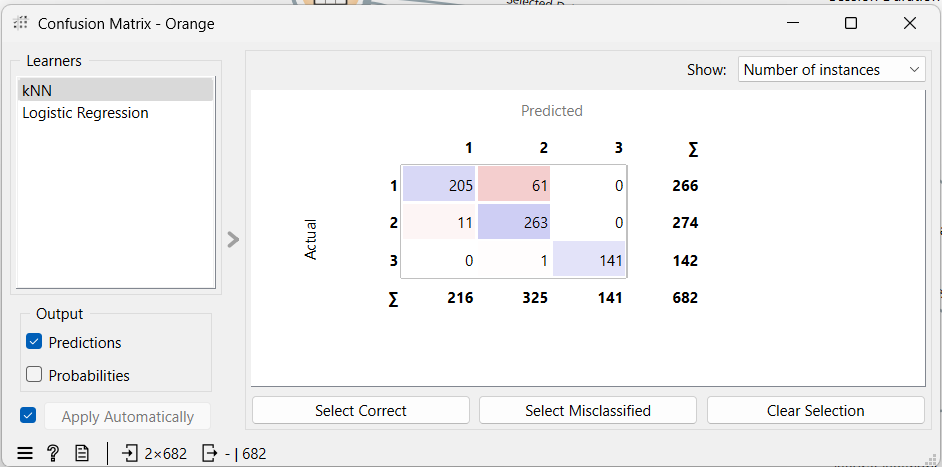 Confusion Matrix - Orange
Learners
kNN
Logistic Regression
Output
Predictions
Probabilities
Apply Automatically
Show: Number of instances
Predicted
1 2 3 ∑
Actual
1 205 61 0 266
2 11 263 0 274
3 0 1 141 142
∑ 216 325 141 682
Select Correct Select Misclassified Clear Selection
? 2×682 - | 682